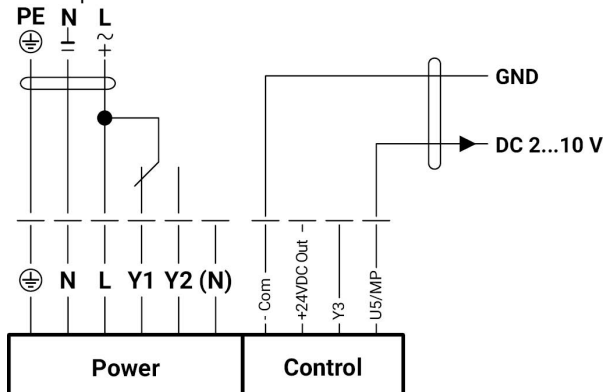 PE N L
GND
DC 2...10 V
N L Y1 Y2 (N)
- Com
+24VDC Out
Y3
U5/MP
Power
Control